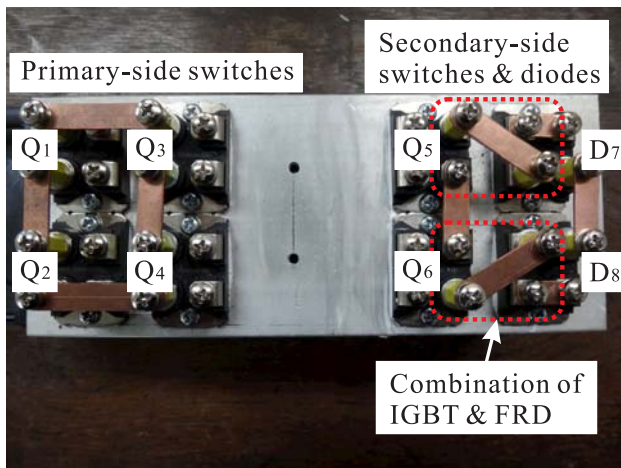 Primary-side switches
Secondary-side
switches & diodes
Q1
Q3
Q5
D7
Q2
Q4
Q6
D8
Combination of
IGBT & FRD